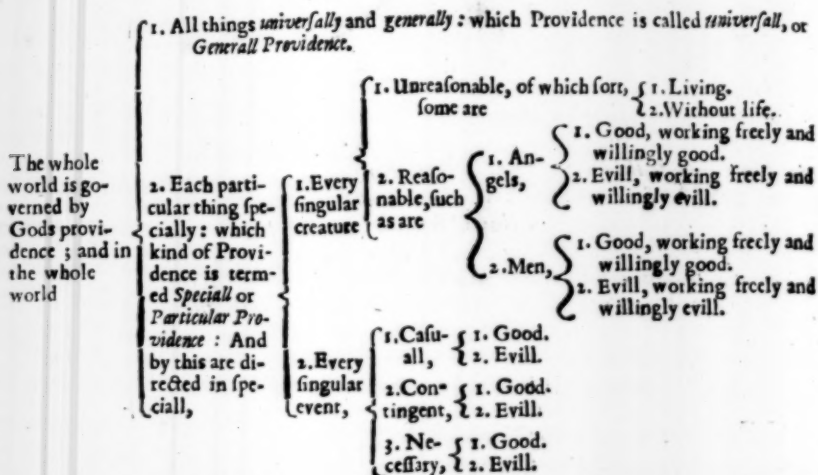 The whole
world is go-
verned by
Gods provi-
dence ; and in
the whole
world
1. All things univerſally and generally : which Providence is called univerſall, or
Generall Providence.
2. Each parti-
cular thing ſpe-
cially : which
kind of Provi-
dence is term-
ed Speciall or
Particular Pro-
vidence : And
by this are di-
rected in ſpe-
ciall,
1. Every
ſingular
creature
1. Unreaſonable, of which ſort,
ſome are
1. Living.
2. Without life.
2. Reaſo-
nable, ſuch
as are
1. An-
gels,
1. Good, working freely and
willingly good.
2. Evill, working freely and
willingly evill.
2. Men,
1. Good, working freely and
willingly good.
2. Evill, working freely and
willingly evill.
2. Every
ſingular
event,
1. Caſu-
all,
1. Good.
2. Evill.
2. Con-
tingent,
1. Good.
2. Evill.
3. Ne-
ceſſary,
1. Good.
2. Evill.